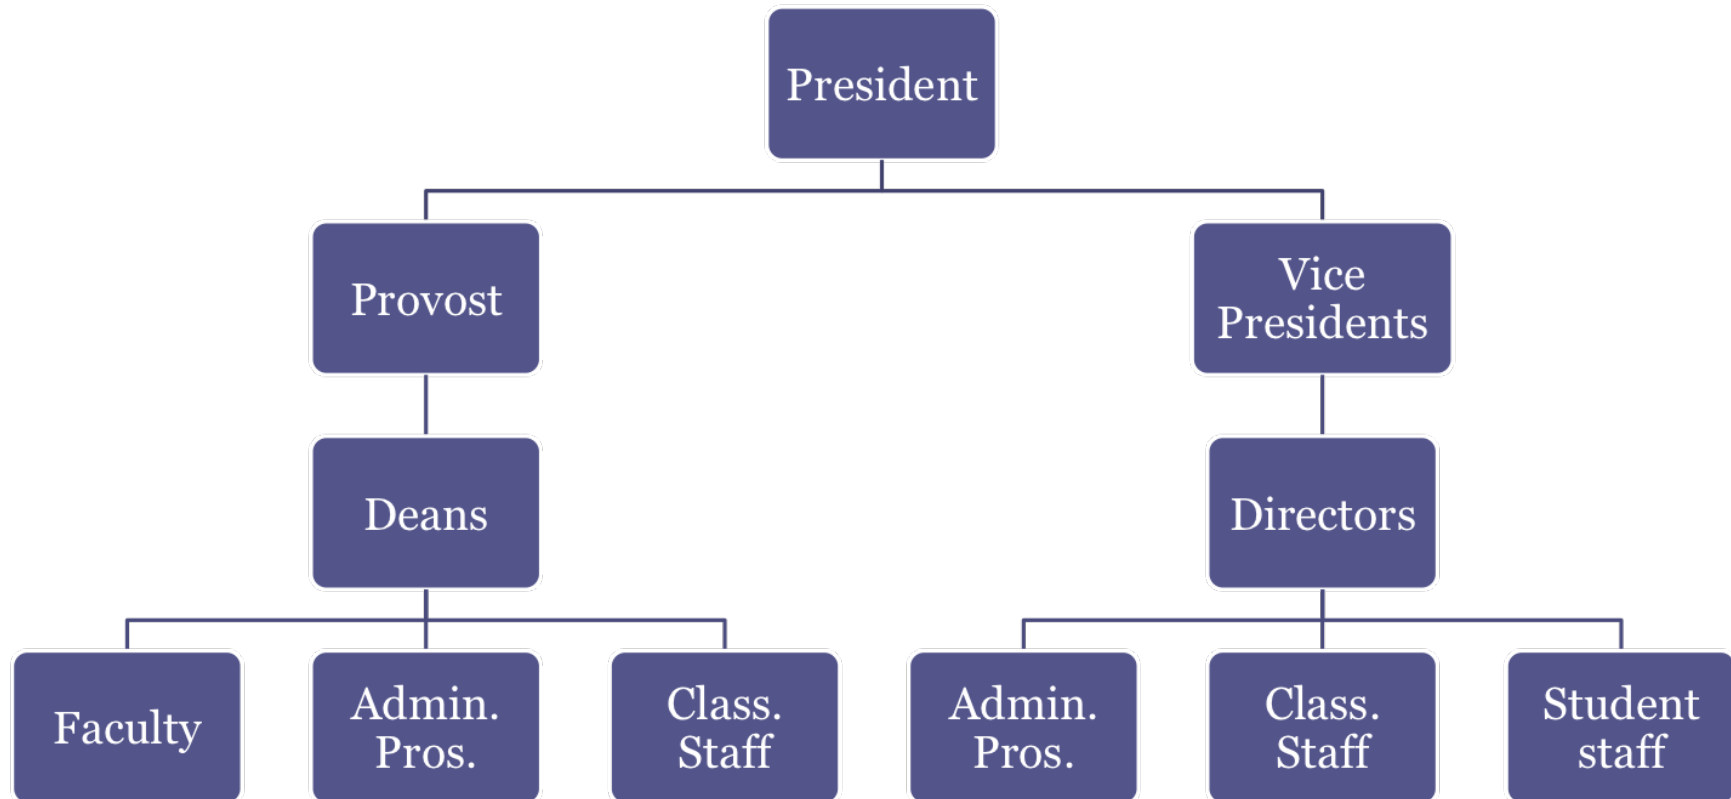 President
Provost
Vice
Presidents
Deans
Directors
Faculty
Admin.
Pros.
Class.
Staff
Admin.
Pros.
Class.
Staff
Student
staff